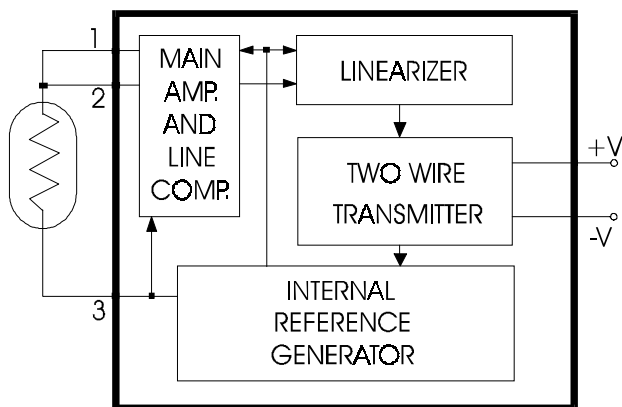 1
2
3
MAIN
AMP.
AND
LINE
COMP.
LINEARIZER
TWO WIRE
TRANSMITTER
INTERNAL
REFERENCE
GENERATOR
+V
-V